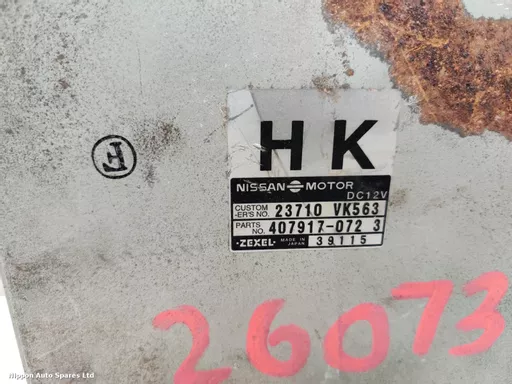 HK
F
NISSAN MOTOR
DC12V
CUSTOM
-ER'S NO. 23710 VK563
PARTS
NO. 407917-072 3
·ZEXEL· MADE IN JAPAN 39115
26073
Nippon Auto Spares Ltd